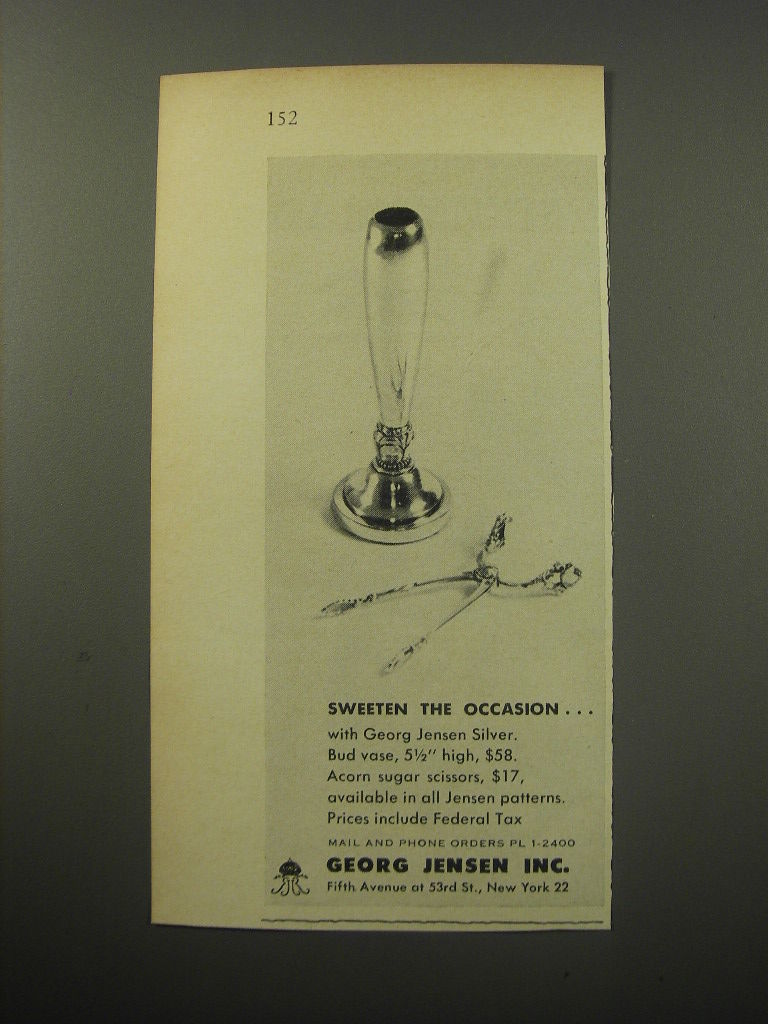 152
SWEETEN THE OCCASION . . .
with Georg Jensen Silver.
Bud vase, 5½" high, $58.
Acorn sugar scissors, $17,
available in all Jensen patterns.
Prices include Federal Tax
MAIL AND PHONE ORDERS PL 1-2400
GEORG JENSEN INC.
Fifth Avenue at 53rd St., New York 22